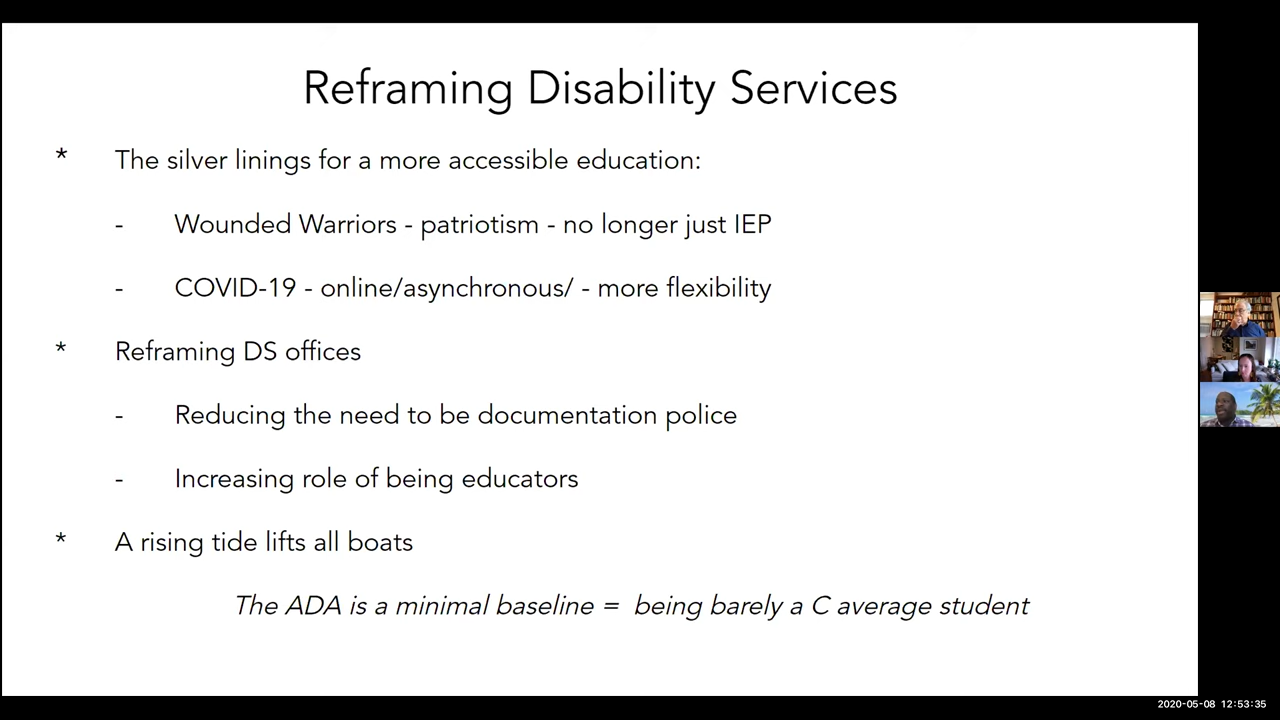 Reframing Disability Services
* The silver linings for a more accessible education:
- Wounded Warriors - patriotism - no longer just IEP
- COVID-19 - online/asynchronous/ - more flexibility
* Reframing DS offices
- Reducing the need to be documentation police
- Increasing role of being educators
* A rising tide lifts all boats
The ADA is a minimal baseline = being barely a C average student
2020-05-08 12:53:35